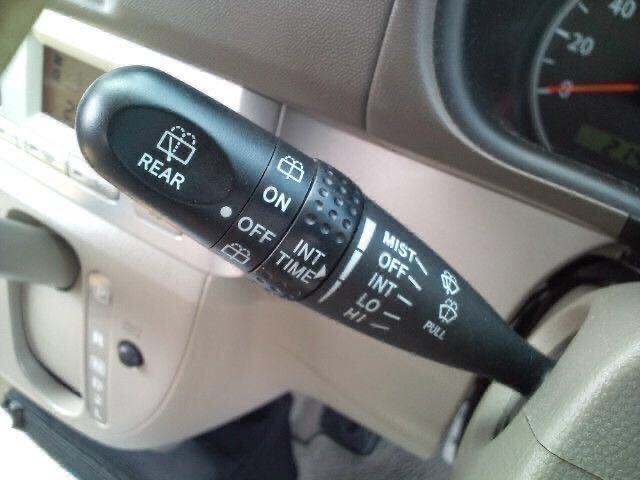 REAR
ON
OFF
INT
TIME
MIST
OFF
INT
LO
HI
PULL
40
20
0